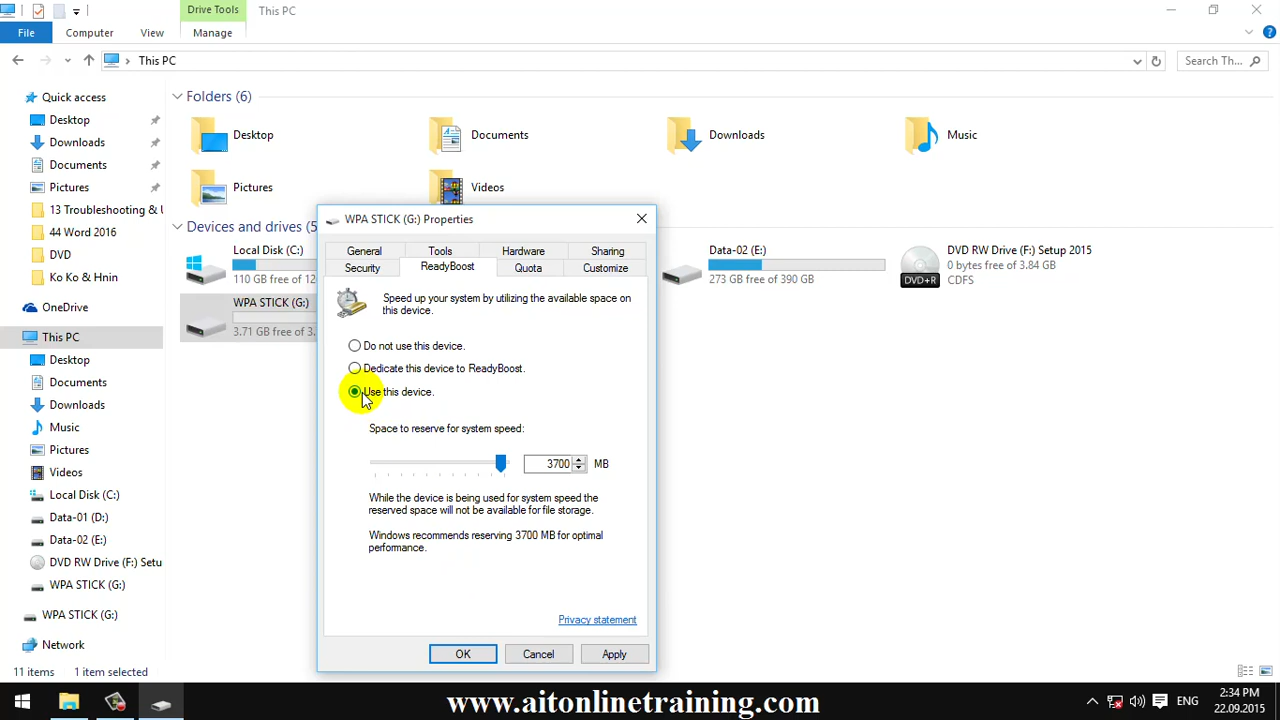 Drive Tools
This PC
File
Computer
View
Manage
This PC
Search Th...
Quick access
Desktop
Downloads
Documents
Pictures
13 Troubleshooting & U
44 Word 2016
DVD
Ko Ko & Hnin
OneDrive
This PC
Desktop
Documents
Downloads
Music
Pictures
Videos
Local Disk (C:)
Data-01 (D:)
Data-02 (E:)
DVD RW Drive (F:) Setu
WPA STICK (G:)
WPA STICK (G:)
Network
Folders (6)
Desktop
Documents
Downloads
Music
Pictures
Videos
Devices and drives (5
Local Disk (C:)
110 GB free of 12
Data-02 (E:)
273 GB free of 390 GB
DVD RW Drive (F:) Setup 2015
0 bytes free of 3.84 GB
CDFS
DVD+R
WPA STICK (G:)
3.71 GB free of 3.
WPA STICK (G:) Properties
General
Tools
Hardware
Sharing
Security
ReadyBoost
Quota
Customize
Speed up your system by utilizing the available space on
this device.
Do not use this device.
Dedicate this device to ReadyBoost.
Use this device.
Space to reserve for system speed:
3700 MB
While the device is being used for system speed the
reserved space will not be available for file storage.
Windows recommends reserving 3700 MB for optimal
performance.
Privacy statement
OK
Cancel
Apply
11 items
1 item selected
www.aitonlinetraining.com
ENG
2:34 PM
22.09.2015